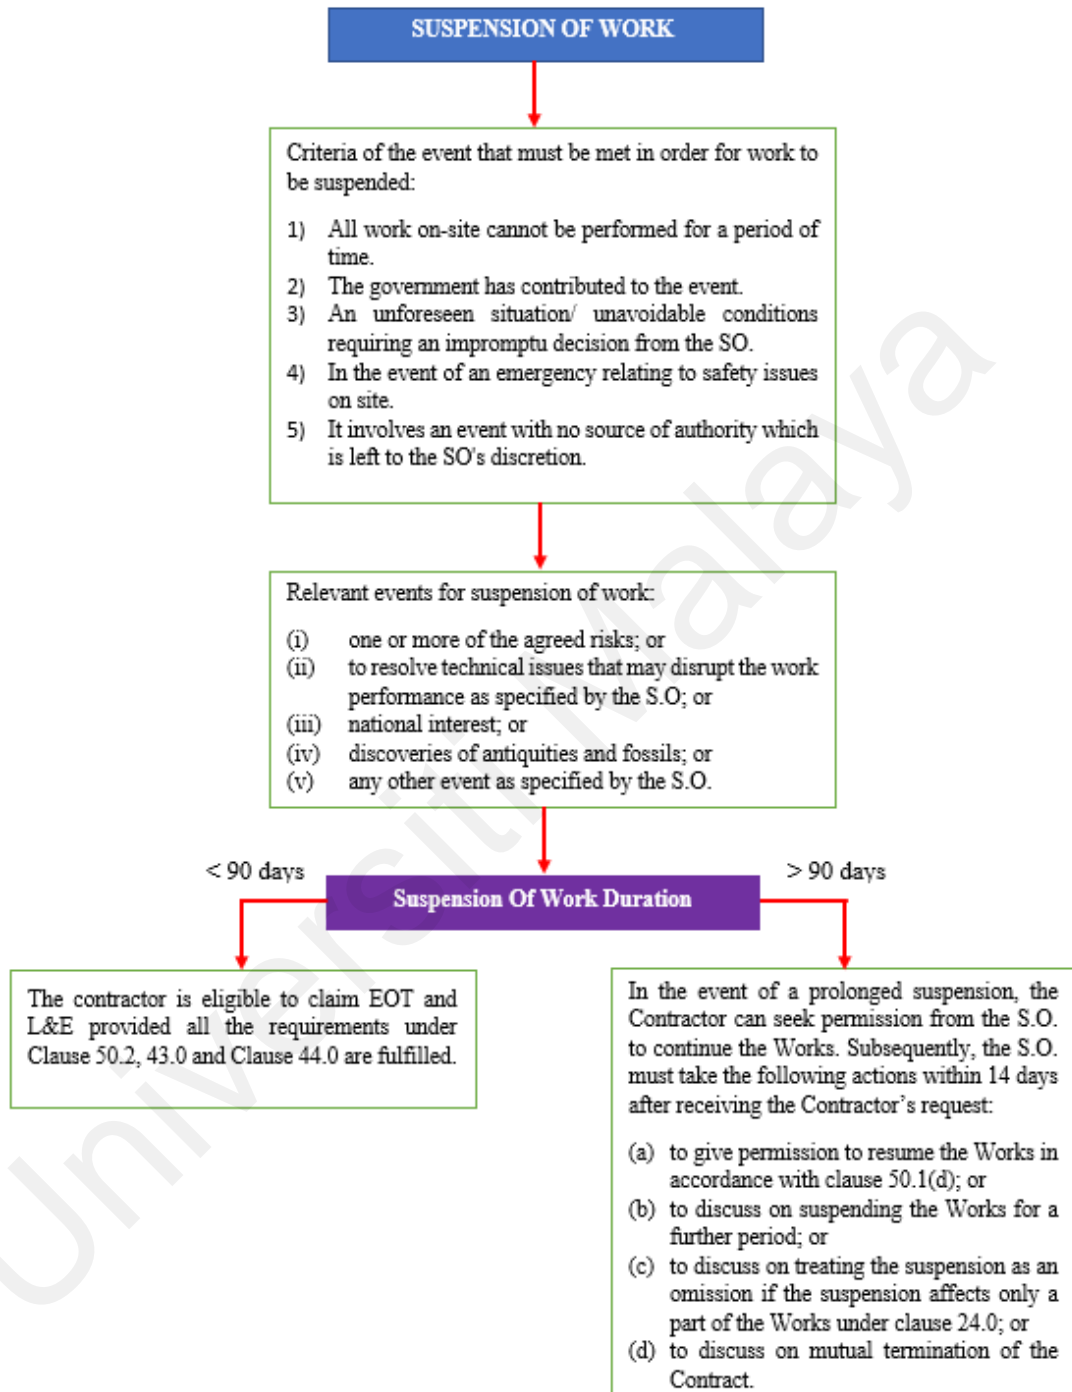 SUSPENSION OF WORK
Criteria of the event that must be met in order for work to
be suspended:
1) All work on-site cannot be performed for a period of
time.
2) The government has contributed to the event.
3) An unforeseen situation/ unavoidable conditions
requiring an impromptu decision from the SO.
4) In the event of an emergency relating to safety issues
on site.
5) It involves an event with no source of authority which
is left to the SO's discretion.
Relevant events for suspension of work:
(i) one or more of the agreed risks; or
(ii) to resolve technical issues that may disrupt the work
performance as specified by the S.O; or
(iii) national interest; or
(iv) discoveries of antiquities and fossils; or
(v) any other event as specified by the S.O.
< 90 days
> 90 days
Suspension Of Work Duration
The contractor is eligible to claim EOT and
L&E provided all the requirements under
Clause 50.2, 43.0 and Clause 44.0 are fulfilled.
In the event of a prolonged suspension, the
Contractor can seek permission from the S.O.
to continue the Works. Subsequently, the S.O.
must take the following actions within 14 days
after receiving the Contractor's request:
(a) to give permission to resume the Works in
accordance with clause 50.1(d); or
(b) to discuss on suspending the Works for a
further period; or
(c) to discuss on treating the suspension as an
omission if the suspension affects only a
part of the Works under clause 24.0; or
(d) to discuss on mutual termination of the
Contract.
Universiti Malaya